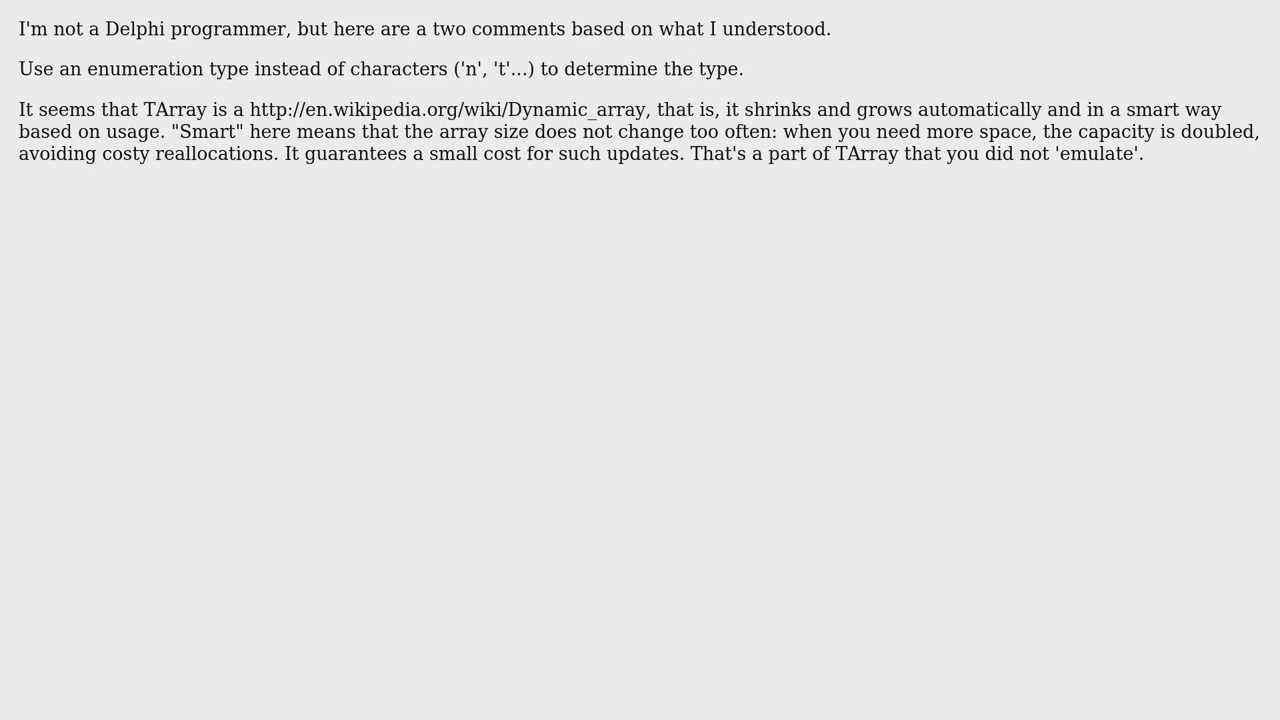 I'm not a Delphi programmer, but here are a two comments based on what I understood.
Use an enumeration type instead of characters ('n', 't'...) to determine the type.
It seems that TArray is a http://en.wikipedia.org/wiki/Dynamic_array, that is, it shrinks and grows automatically and in a smart way
based on usage. "Smart" here means that the array size does not change too often: when you need more space, the capacity is doubled,
avoiding costy reallocations. It guarantees a small cost for such updates. That's a part of TArray that you did not 'emulate'.